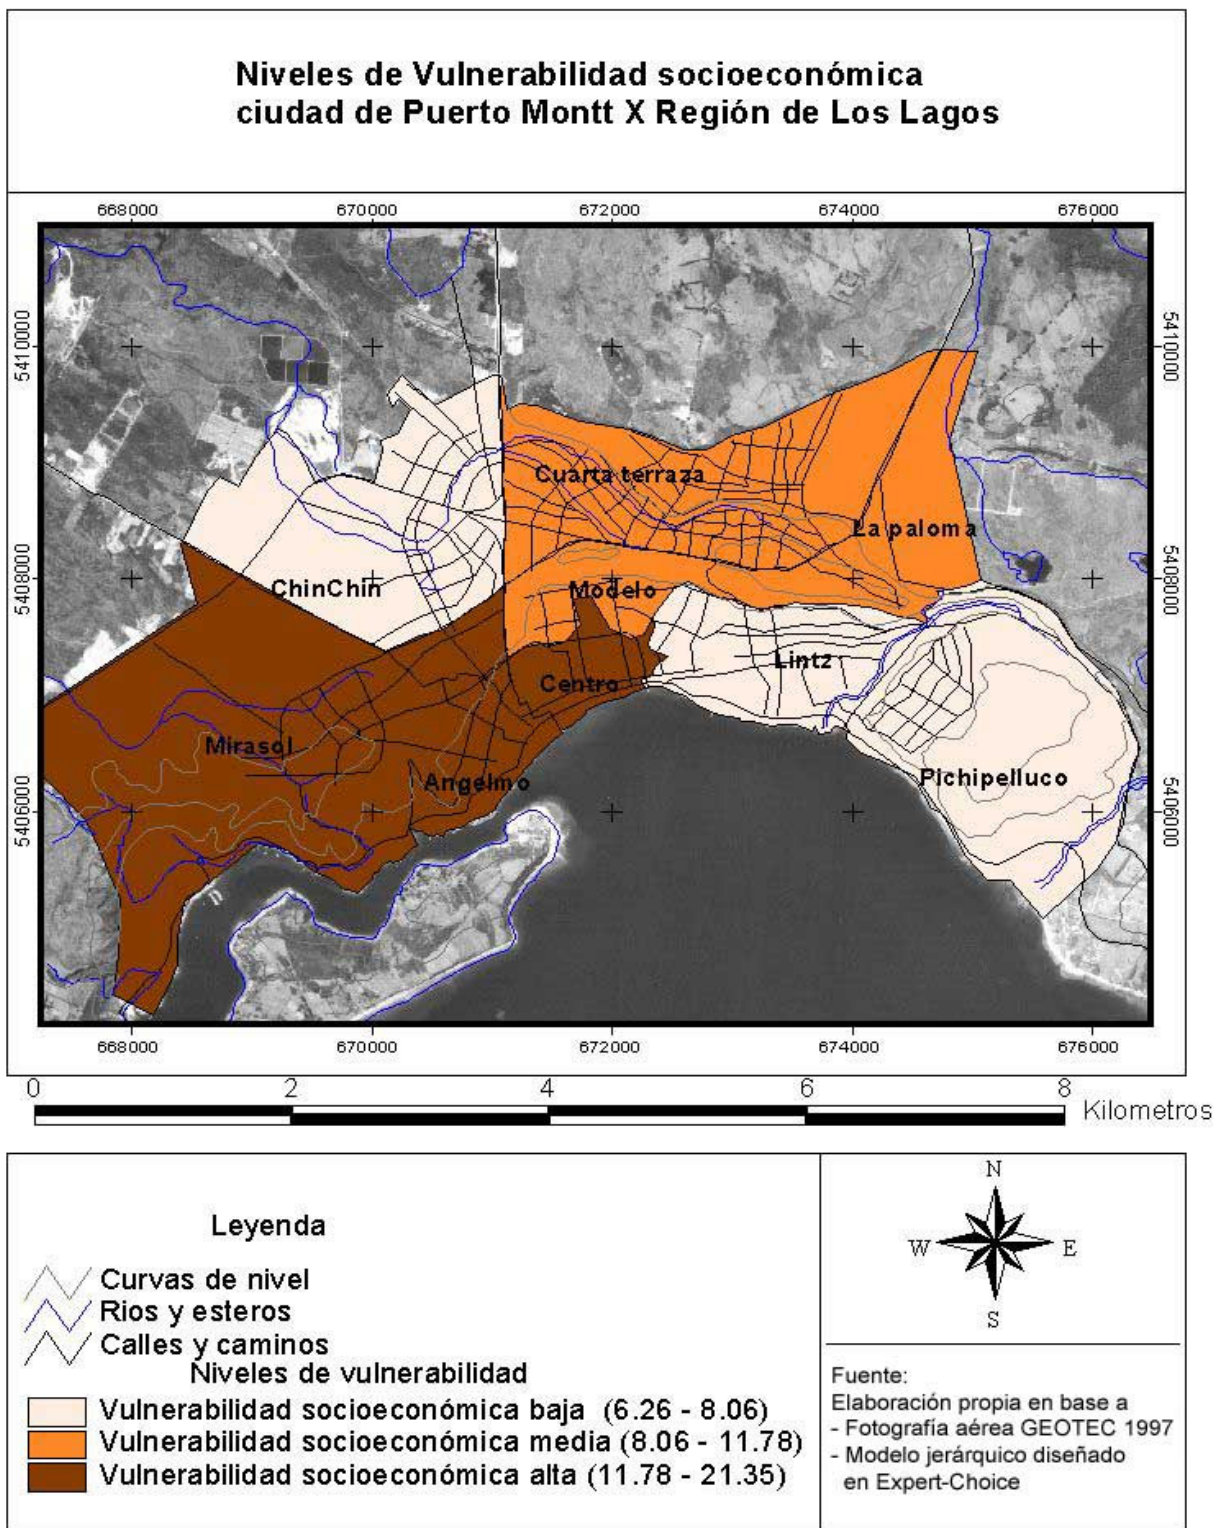 Niveles de Vulnerabilidad socioeconómica
ciudad de Puerto Montt X Región de Los Lagos
668000 670000 672000 674000 676000
5410000 5410000
Cuarta terraza
La paloma
5408000 5408000
ChinChin Modelo
Lintz
Centro
Mirasol
Angelmo Pichipelluco
5406000 5406000
668000 670000 672000 674000 676000
0 2 4 6 8
Kilometros
Leyenda
Curvas de nivel
Rios y esteros
Calles y caminos
Niveles de vulnerabilidad
Vulnerabilidad socioeconómica baja (6.26 - 8.06)
Vulnerabilidad socioeconómica media (8.06 - 11.78)
Vulnerabilidad socioeconómica alta (11.78 - 21.35)
N
W E
S
Fuente:
Elaboración propia en base a
- Fotografía aérea GEOTEC 1997
- Modelo jerárquico diseñado
en Expert-Choice